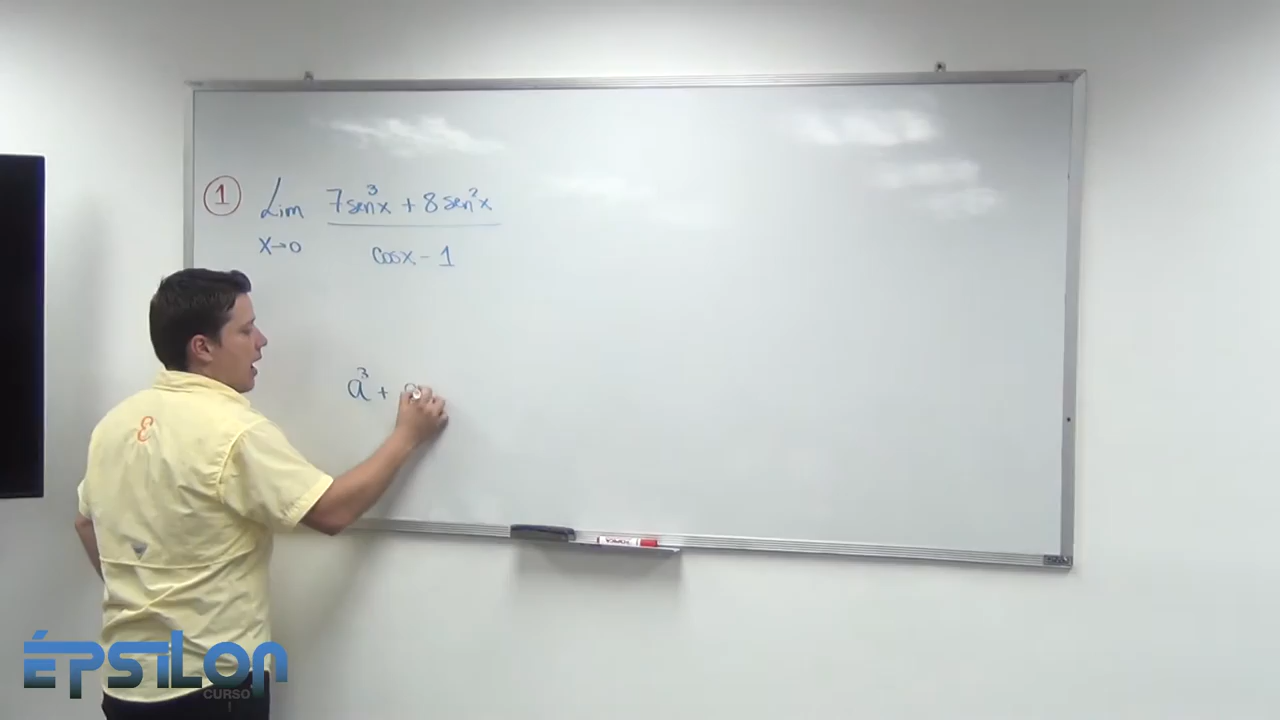 1 Lim 7sen³x + 8sen²x
x→0 cosx - 1
a³ +
ε
ÉPSILON
CURSO